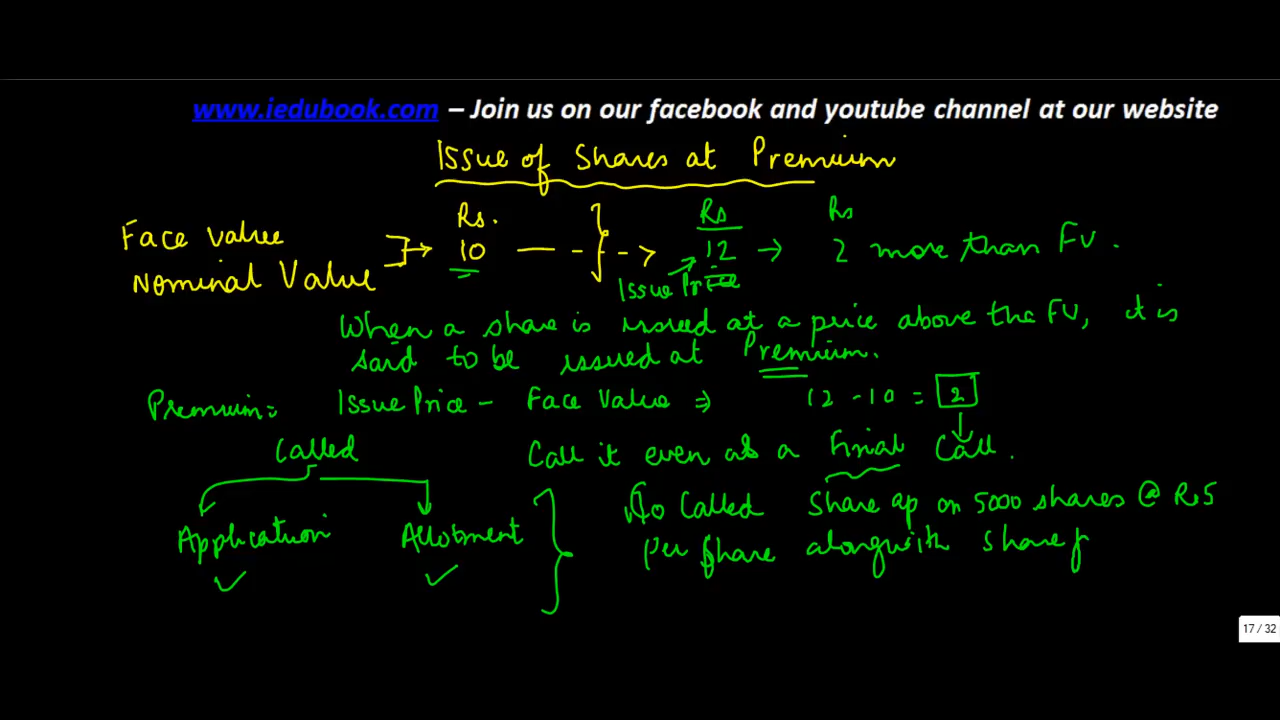 www.iedubook.com – Join us on our facebook and youtube channel at our website
Issue of Shares at Premium
Rs. Rs Rs
Face value
10 — - - > 12 → 2 more than FV.
Nominal Value
Issue Price
When a share is issued at a price above the FU, it is
said to be issued at Premium.
Premium= Issue Price - Face Value ⇒ 12 - 10 = 2
Called Call it even as a Final Call.
Co Called Share ap on 5000 shares @ Rs5
Application Allotment
Per share alongwith share p
17 / 32